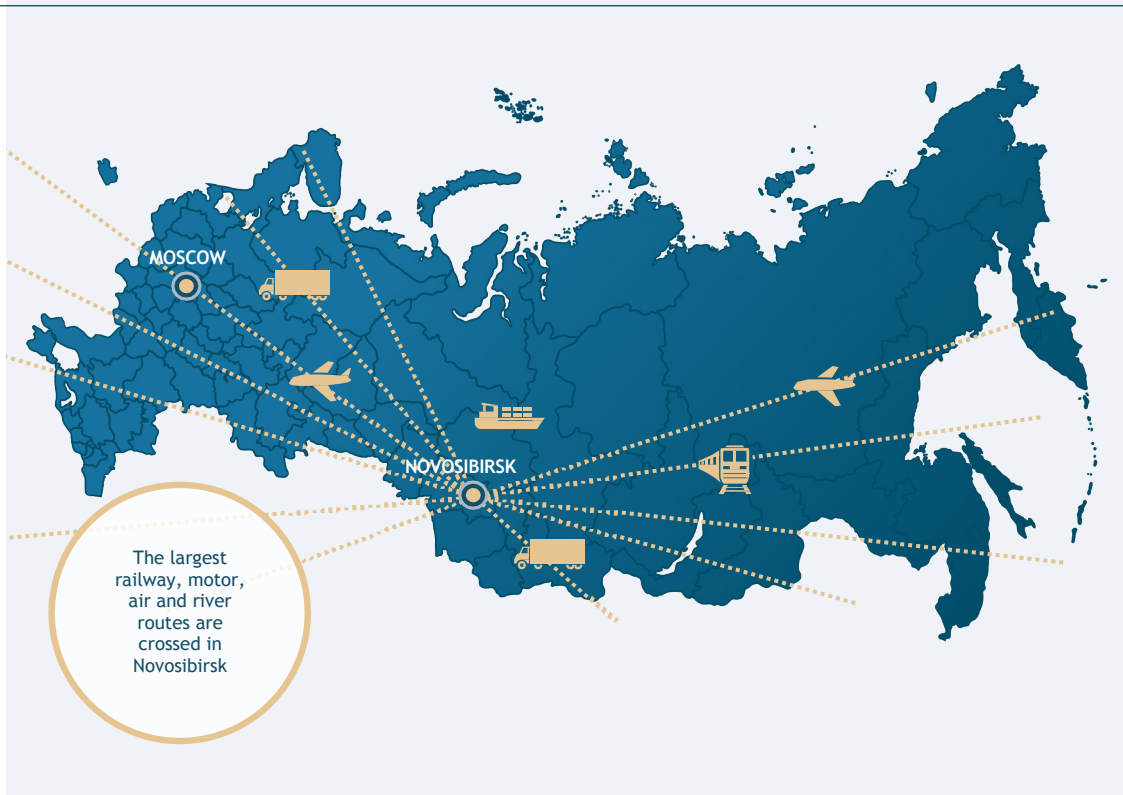 MOSCOW
NOVOSIBIRSK
The largest
railway, motor,
air and river
routes are
crossed in
Novosibirsk